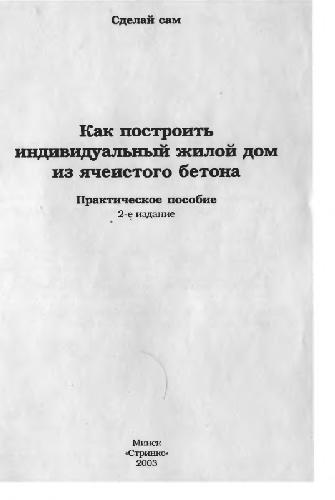 Сделай сам
Как построить
индивидуальный жилой дом
из ячеистого бетона
Практическое пособие
2-е издание
Минск
«Стринко»
2003